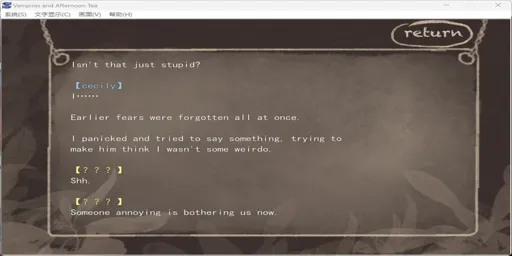 Vampires and Afternoon Tea
系统(S) 文字显示(C) 画面(V) 帮助(H)
return
Isn't that just stupid?
【cecily】
I……
Earlier fears were forgotten all at once.
I panicked and tried to say something, trying to
make him think I wasn't some weirdo.
【？？？】
Shh.
【？？？】
Someone annoying is bothering us now.